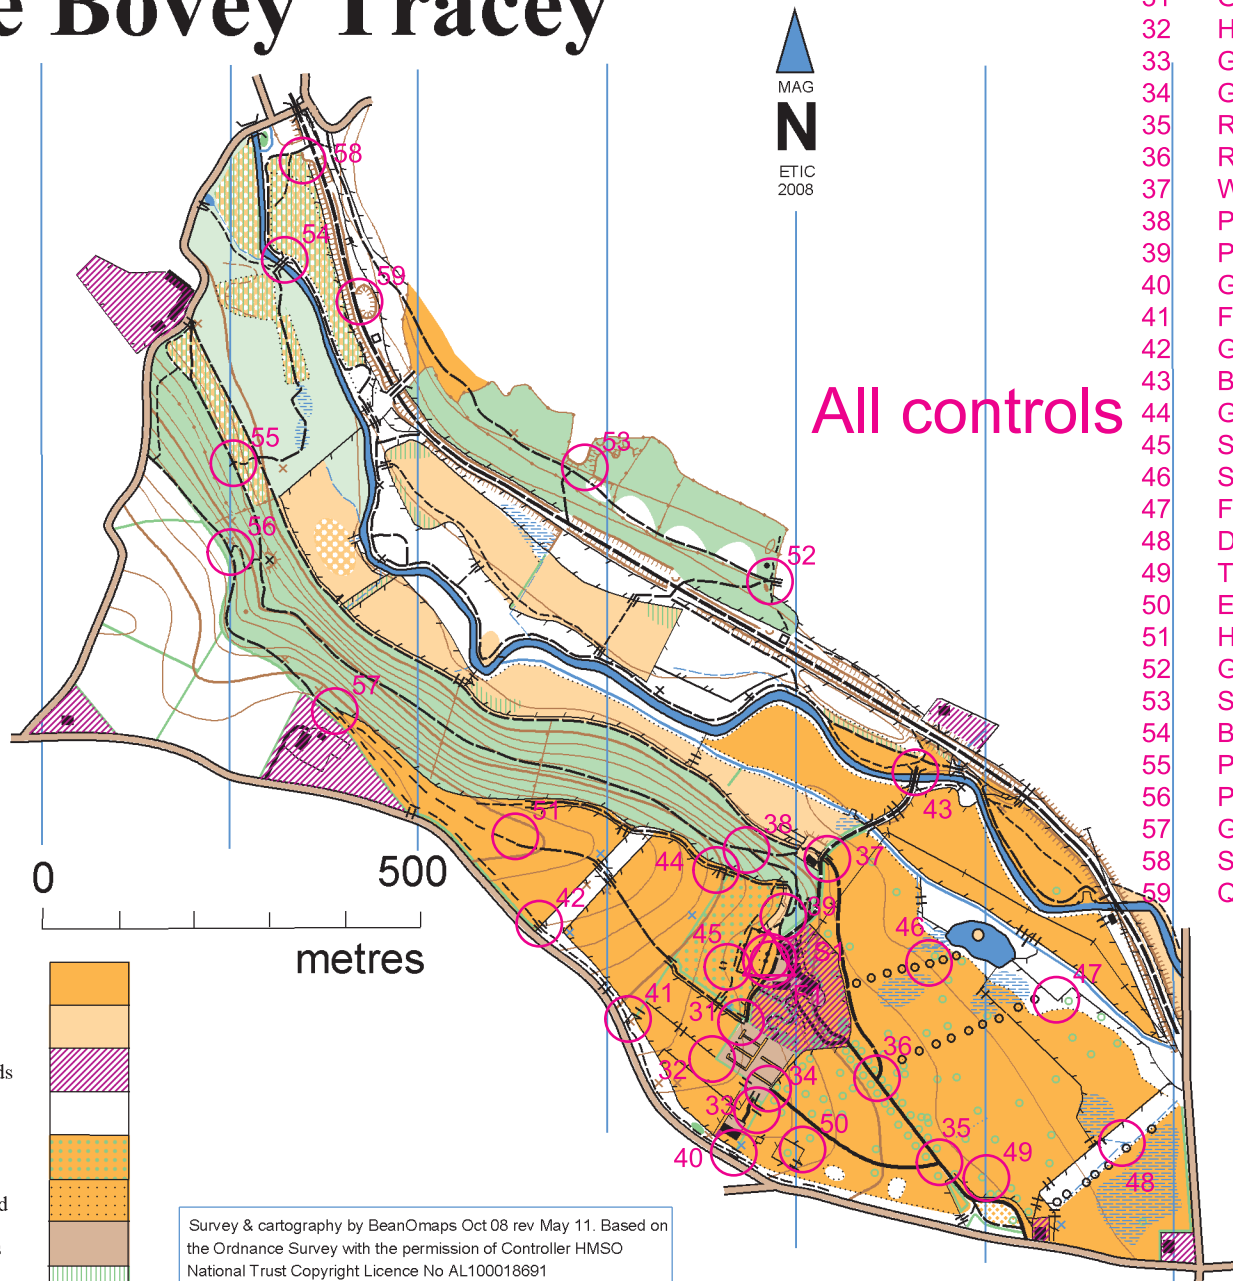 e Bovey Tracey
MAG
N
ETIC
2008
All controls
31
32 H
33 G
34 G
35 R
36 R
37 W
38 P
39 P
40 G
41 F
42 G
43 B
44 G
45 S
46 S
47 F
48 D
49 T
50 E
51 H
52 G
53 S
54 B
55 P
56 P
57 G
58 S
59 Q
58
54
59
55
53
56
52
57
43
51
38
44
37
42
39
45
S1
46
47
41
31
32
36
34
33
50
35
49
40
48
0
500
metres
ds
d
s
Survey & cartography by BeanOmaps Oct 08 rev May 11. Based on
the Ordnance Survey with the permission of Controller HMSO
National Trust Copyright Licence No AL100018691